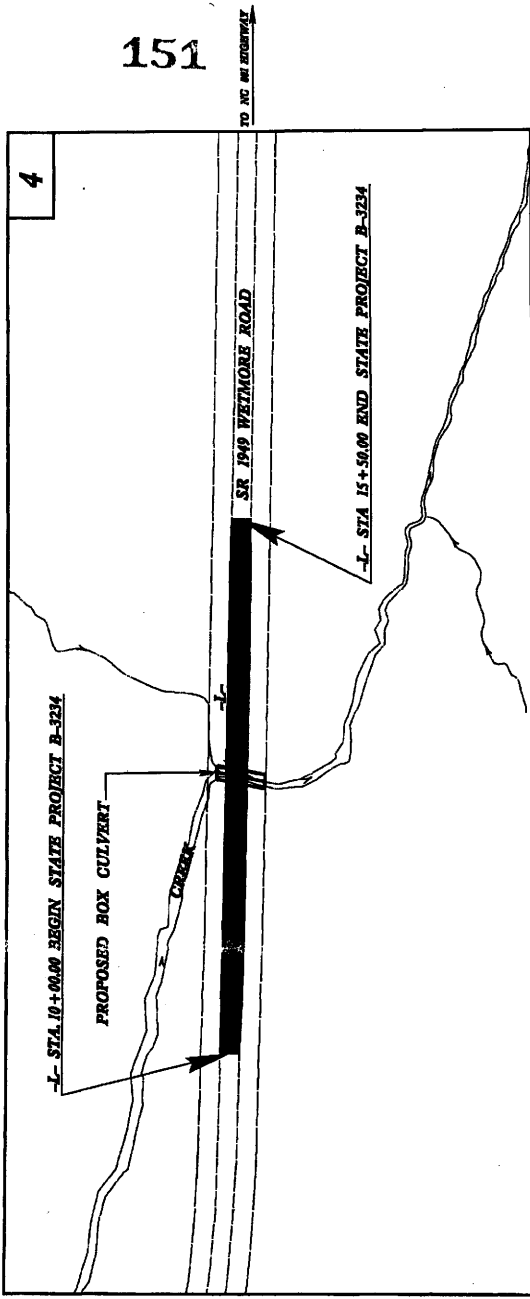 151
4
TO NC HIGHWAY
-L- STA. 10+00.00 BEGIN STATE PROJECT B-3234
PROPOSED BOX CULVERT
CREEK
-L-
SR 1949 WETMORE ROAD
-L- STA 15+50.00 END STATE PROJECT B-3234